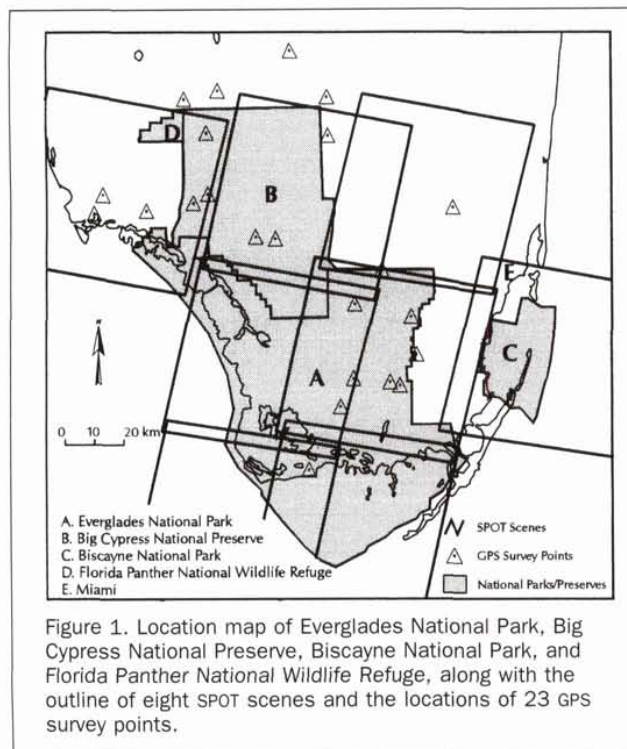 D
B
E
C
A
0 10 20 km
A. Everglades National Park
B. Big Cypress National Preserve
C. Biscayne National Park
D. Florida Panther National Wildlife Refuge
E. Miami
SPOT Scenes
GPS Survey Points
National Parks/Preserves
Figure 1. Location map of Everglades National Park, Big
Cypress National Preserve, Biscayne National Park, and
Florida Panther National Wildlife Refuge, along with the
outline of eight SPOT scenes and the locations of 23 GPS
survey points.